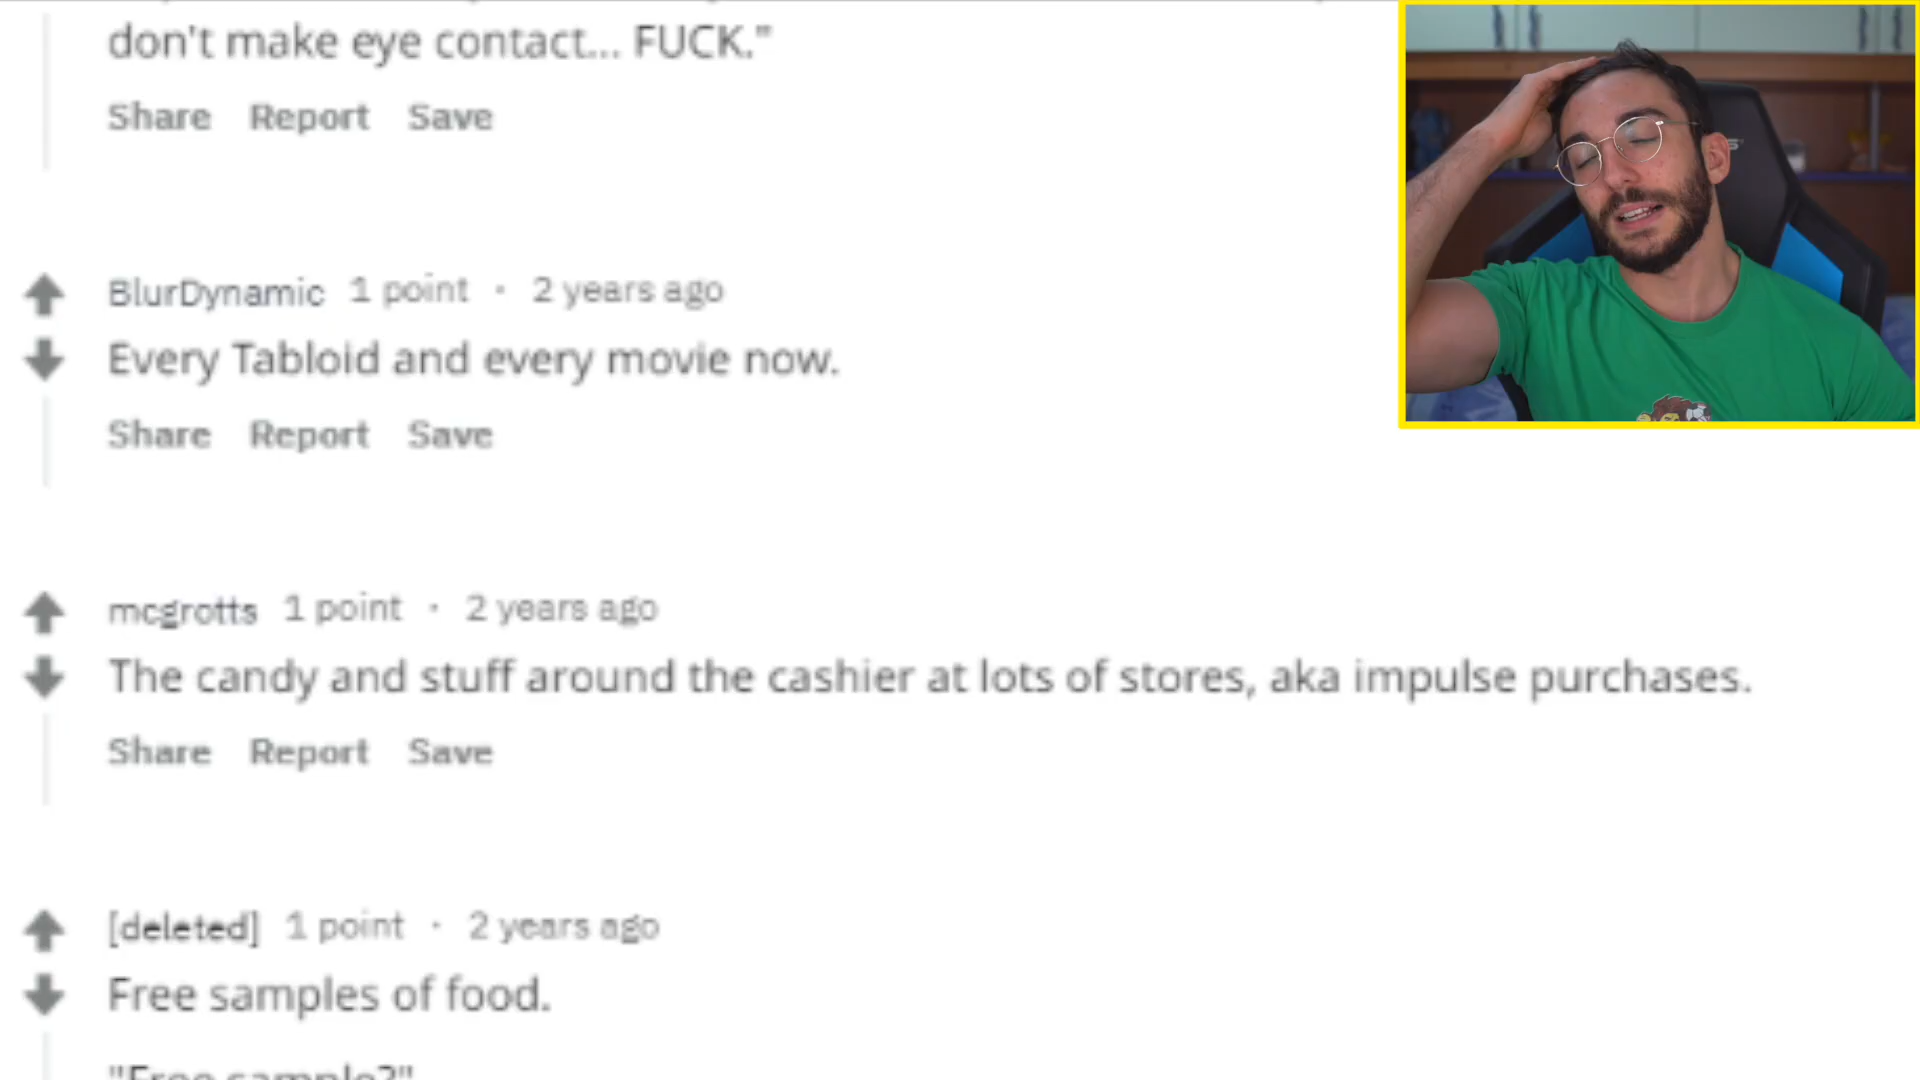 don't make eye contact... FUCK."
Share Report Save
BlurDynamic 1 point · 2 years ago
Every Tabloid and every movie now.
Share Report Save
mcgrotts 1 point · 2 years ago
The candy and stuff around the cashier at lots of stores, aka impulse purchases.
Share Report Save
[deleted] 1 point · 2 years ago
Free samples of food.
"Free sample?"